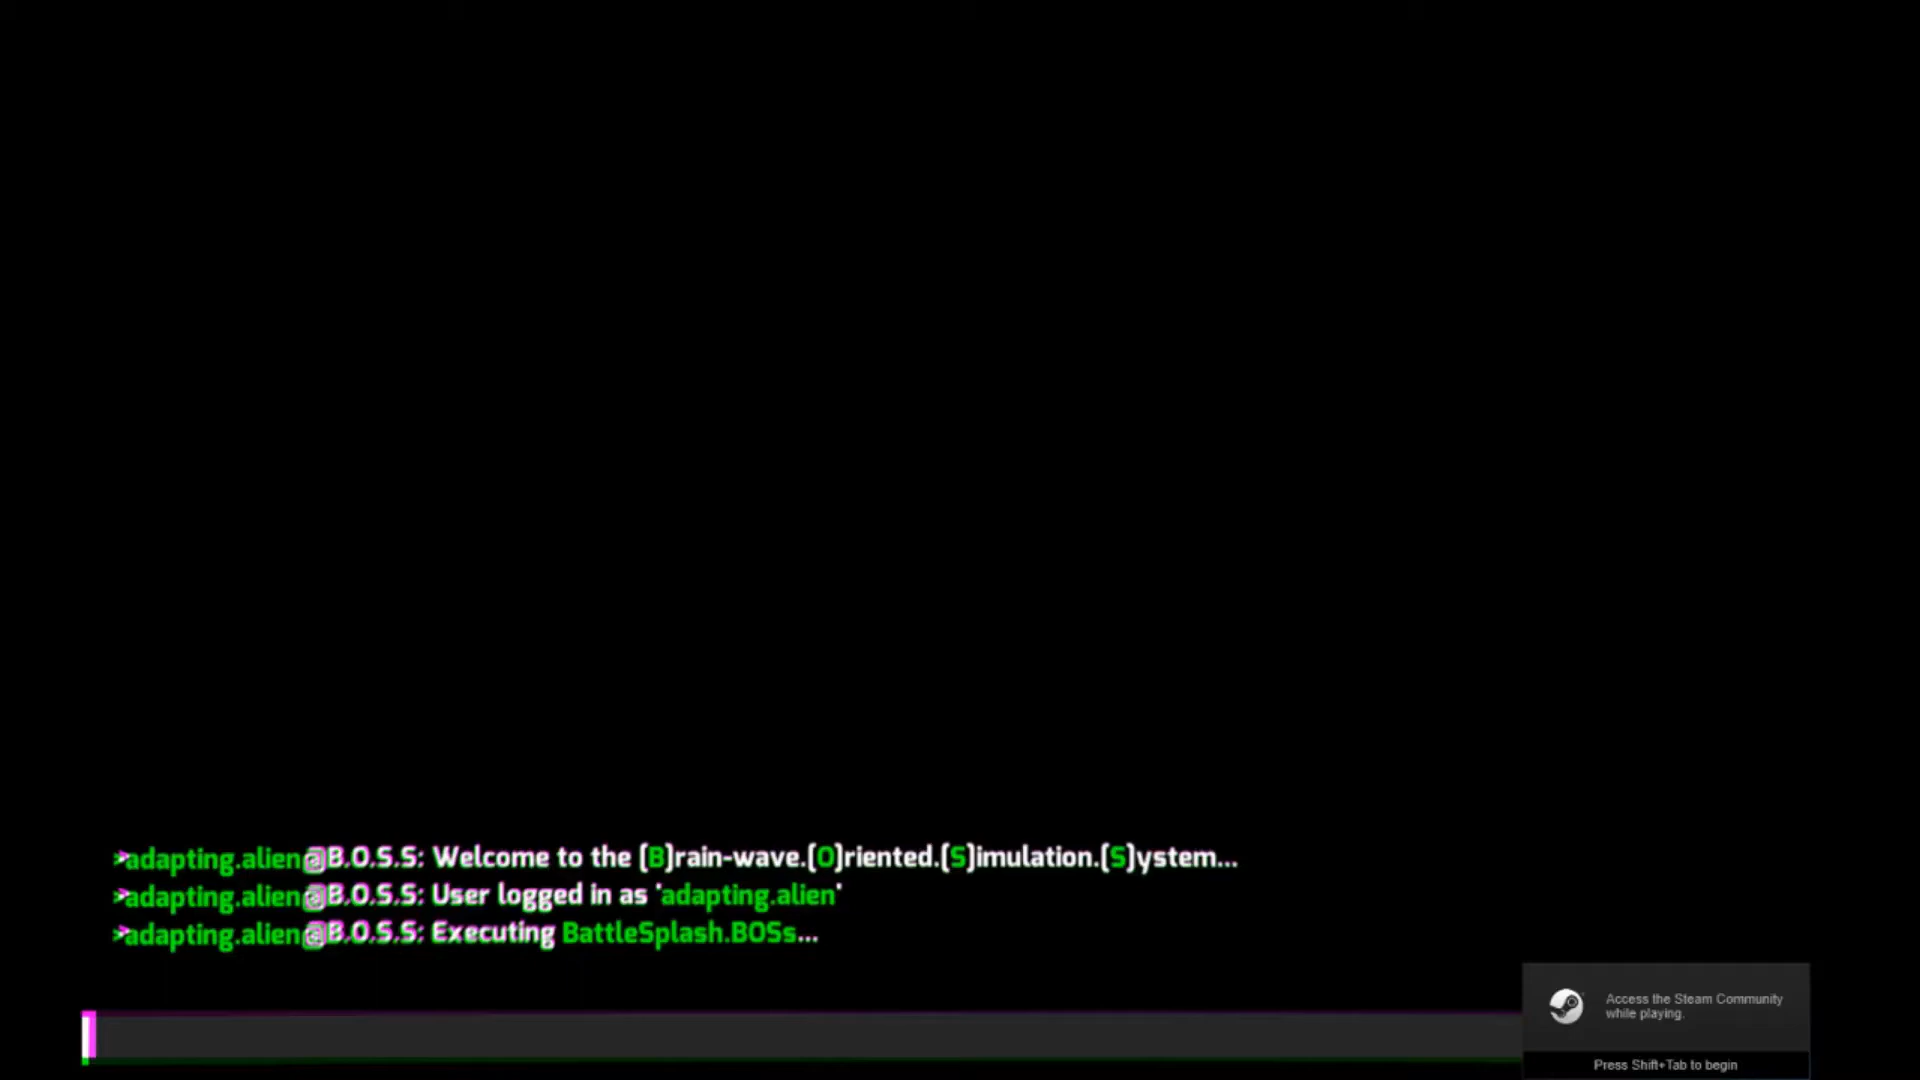 >adapting.alien@B.O.S.S: Welcome to the [B]rain-wave.[O]riented.[S]imulation.[S]ystem...
>adapting.alien@B.O.S.S: User logged in as 'adapting.alien'
>adapting.alien@B.O.S.S: Executing BattleSplash.BOSs...
Access the Steam Community
while playing.
Press Shift+Tab to begin